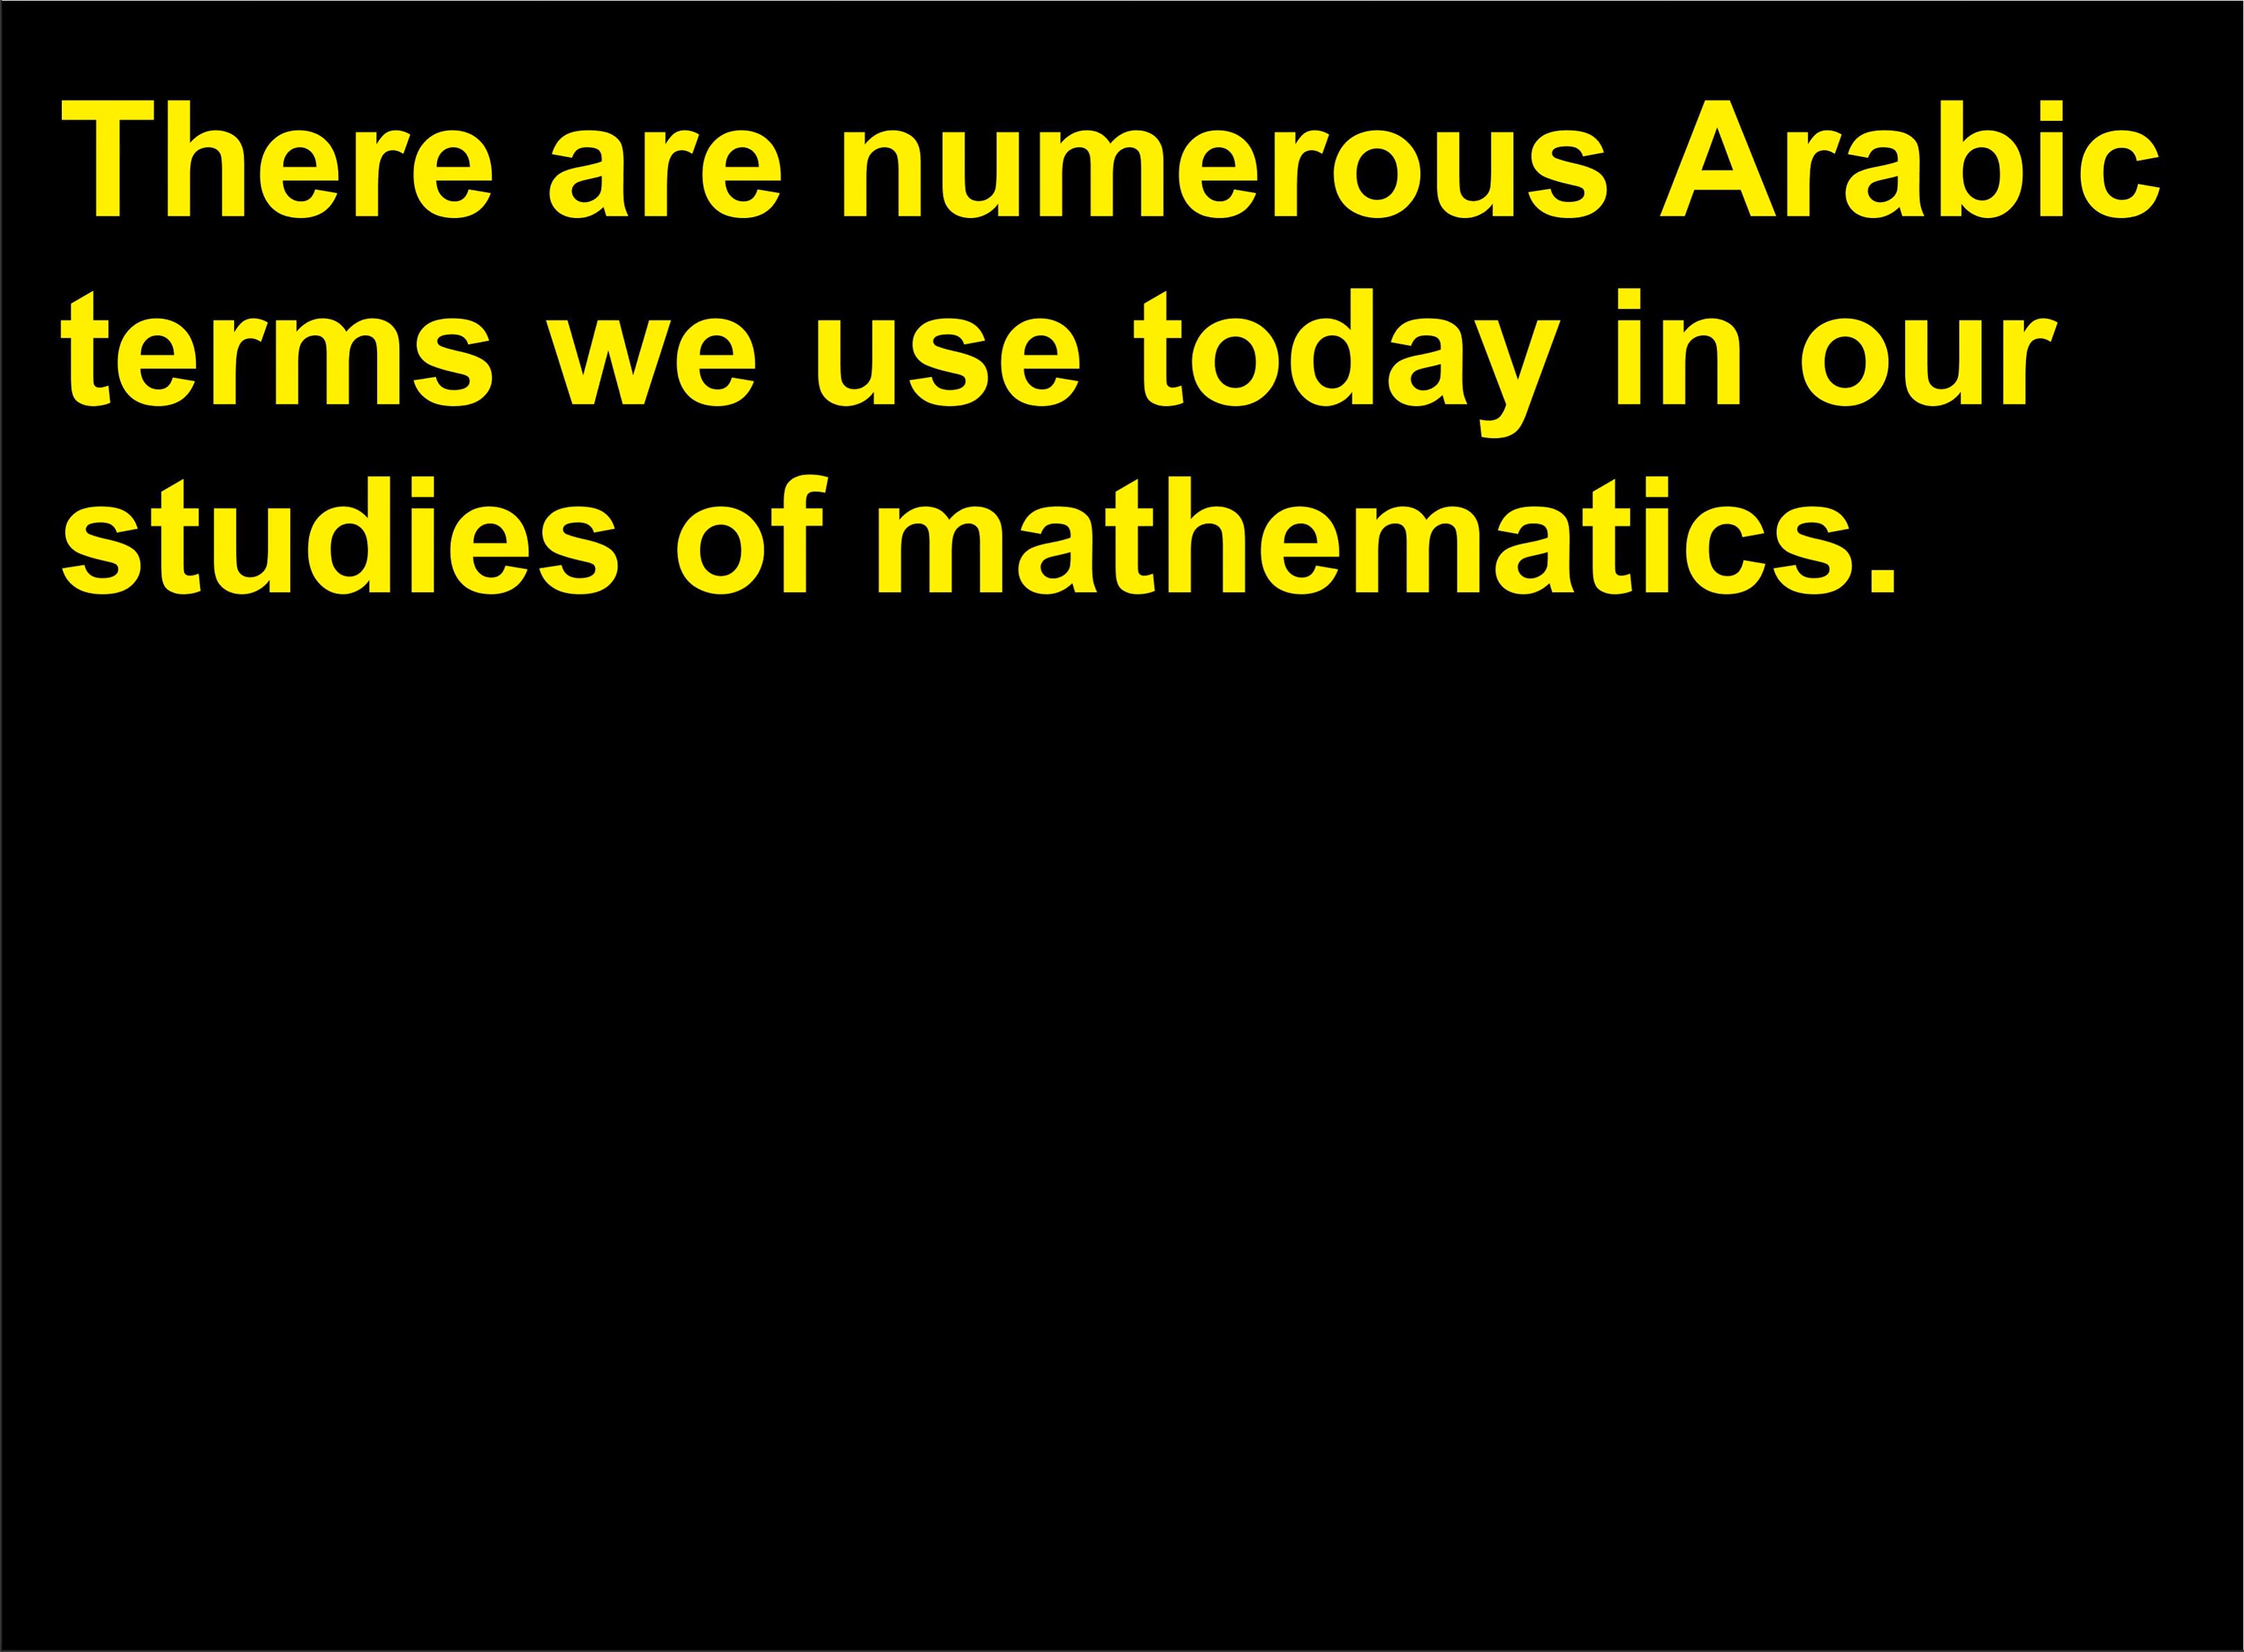 There are numerous Arabic
terms we use today in our
studies of mathematics.